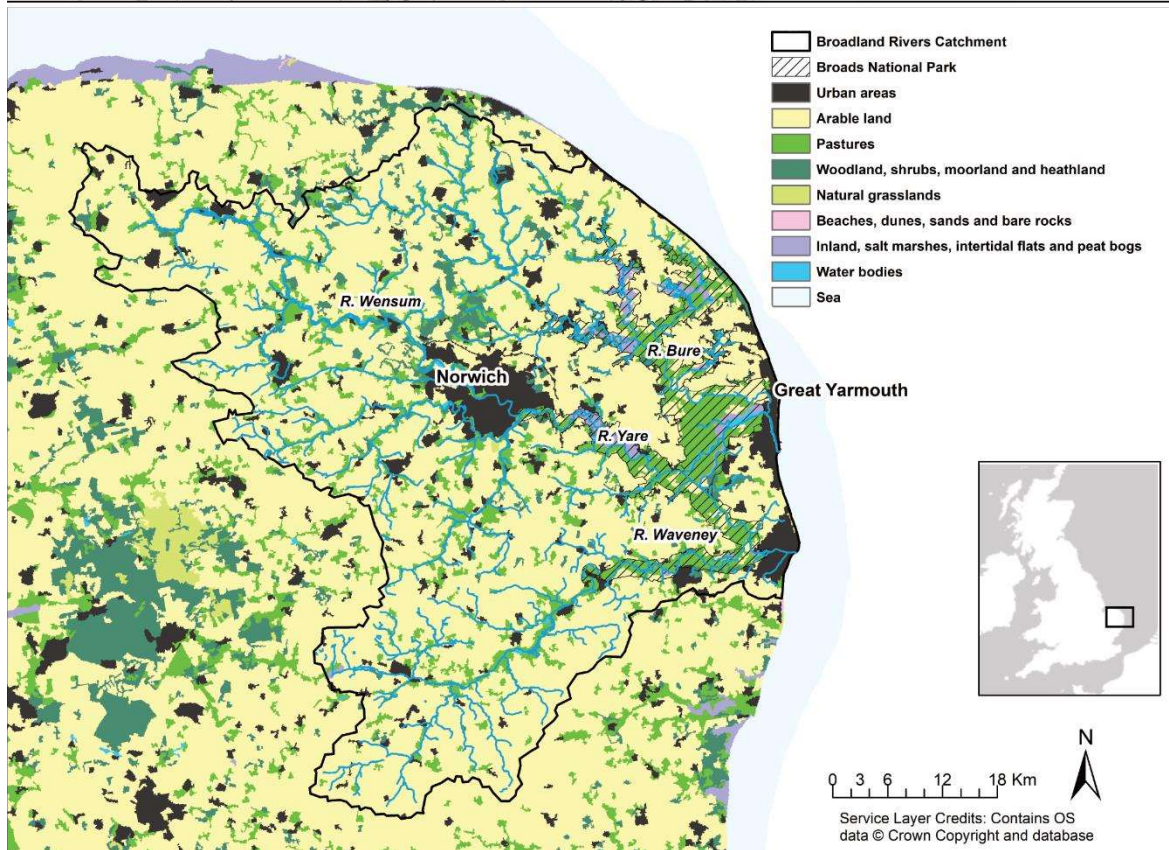 Broadland Rivers Catchment
Broads National Park
Urban areas
Arable land
Pastures
Woodland, shrubs, moorland and heathland
Natural grasslands
Beaches, dunes, sands and bare rocks
Inland, salt marshes, intertidal flats and peat bogs
Water bodies
Sea
R. Wensum
R. Bure
Norwich
Great Yarmouth
R. Yare
R. Waveney
N
0 3 6 12 18 Km
Service Layer Credits: Contains OS
data © Crown Copyright and database